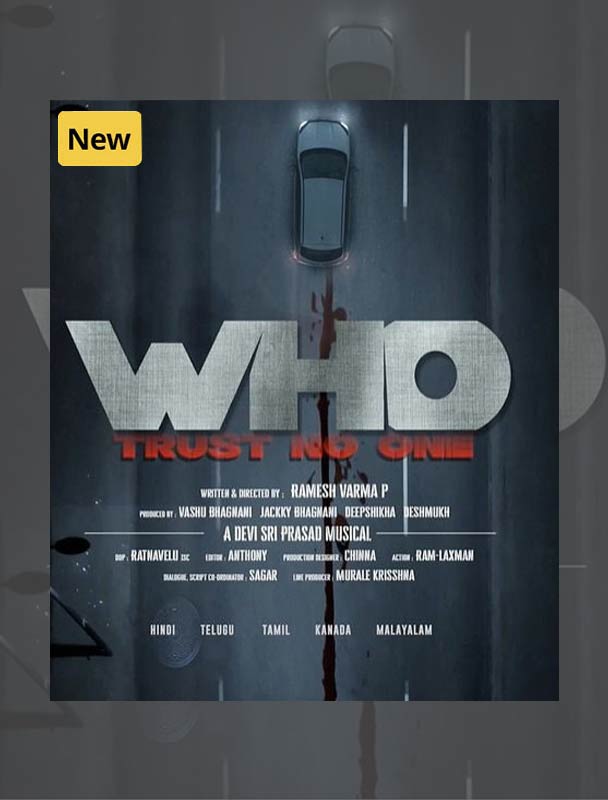 New
WHO
TRUST NO ONE
WRITTEN & DIRECTED BY : RAMESH VARMA P
PRODUCED BY : VASHU BHAGNANI JACKKY BHAGNANI DEEPSHIKHA DESHMUKH
A DEVI SRI PRASAD MUSICAL
DOP : RATNAVELU ISC EDITOR : ANTHONY PRODUCTION DESIGNER : CHINNA ACTION : RAM-LAXMAN
DIALOGUE, SCRIPT CO-ORDINATOR : SAGAR LINE PRODUCER : MURALE KRISSHNA
HINDI TELUGU TAMIL KANADA MALAYALAM